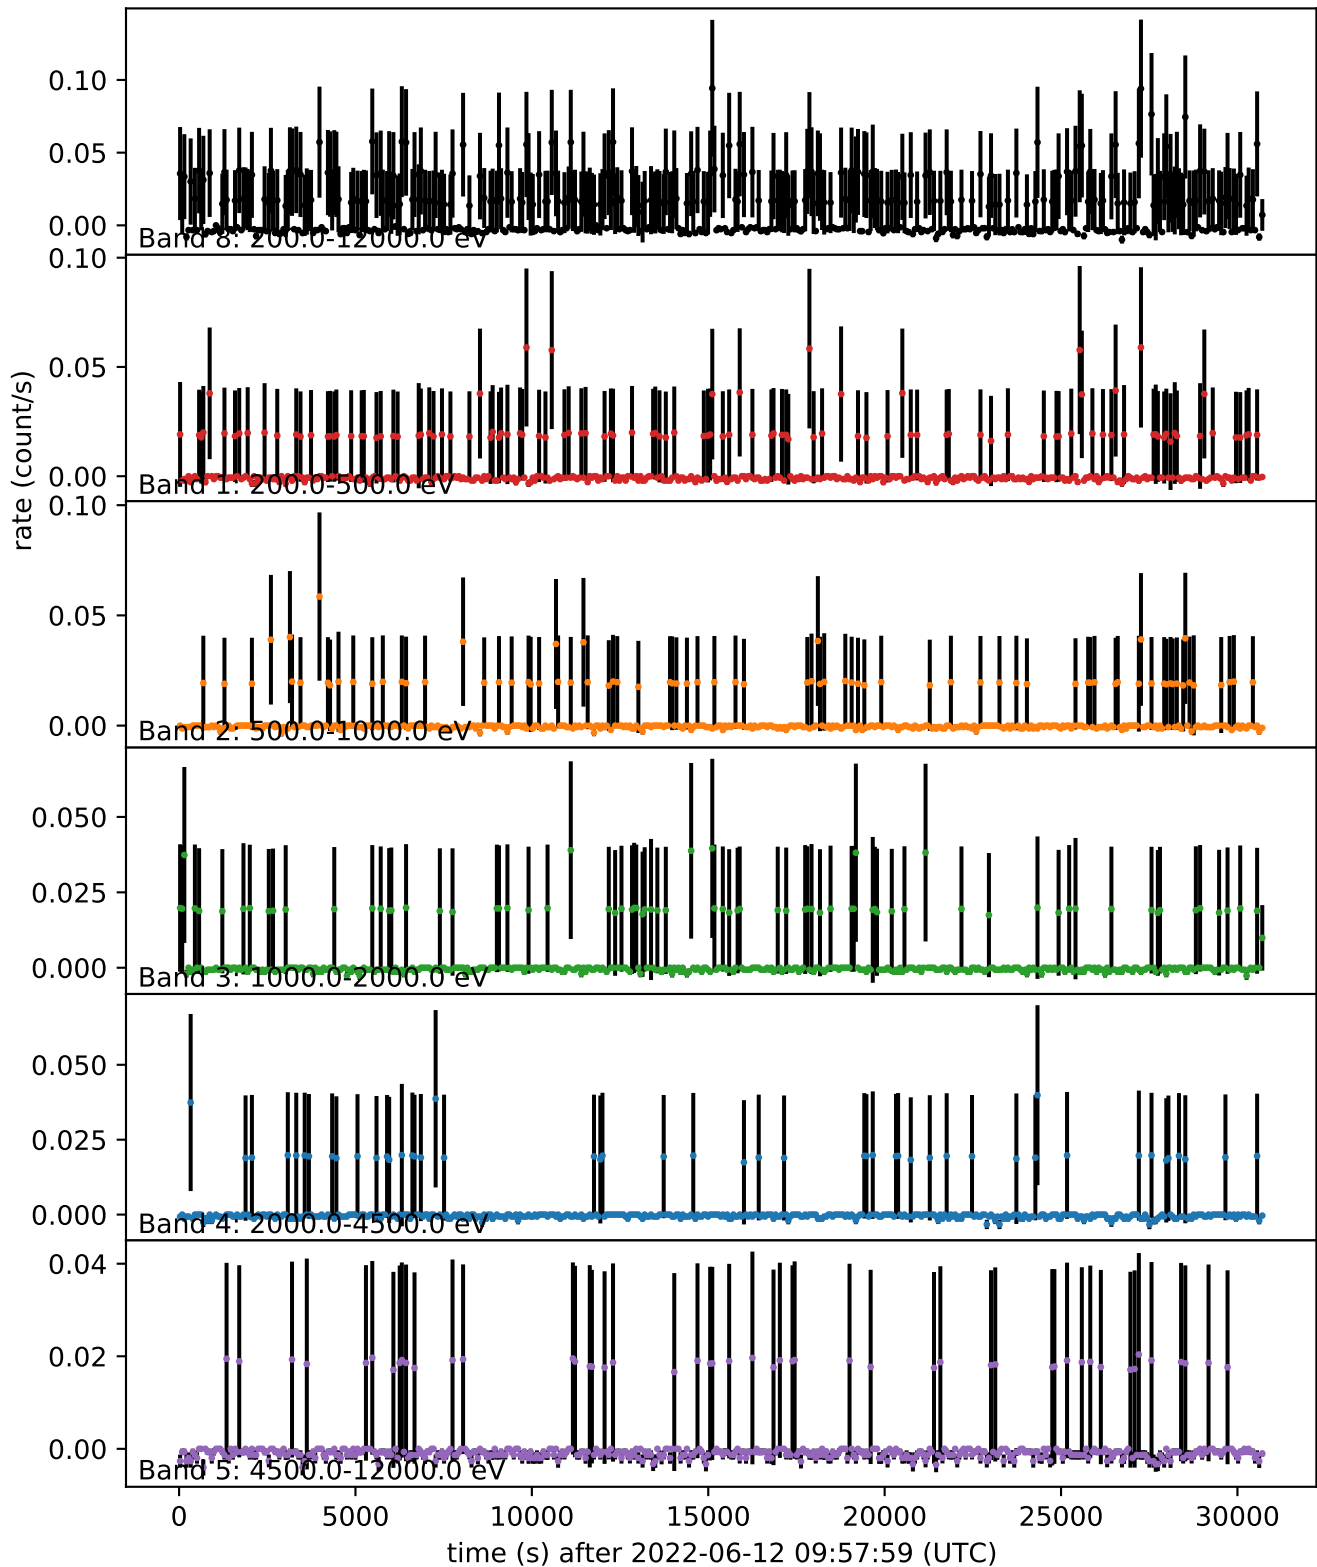 0.10
0.05
0.00
Band 8: 200.0-12000.0 eV
0.10
0.05
0.00
Band 1: 200.0-500.0 eV
rate (count/s)
0.10
0.05
0.00
Band 2: 500.0-1000.0 eV
0.050
0.025
0.000
Band 3: 1000.0-2000.0 eV
0.050
0.025
0.000
Band 4: 2000.0-4500.0 eV
0.04
0.02
0.00
Band 5: 4500.0-12000.0 eV
0 5000 10000 15000 20000 25000 30000
time (s) after 2022-06-12 09:57:59 (UTC)